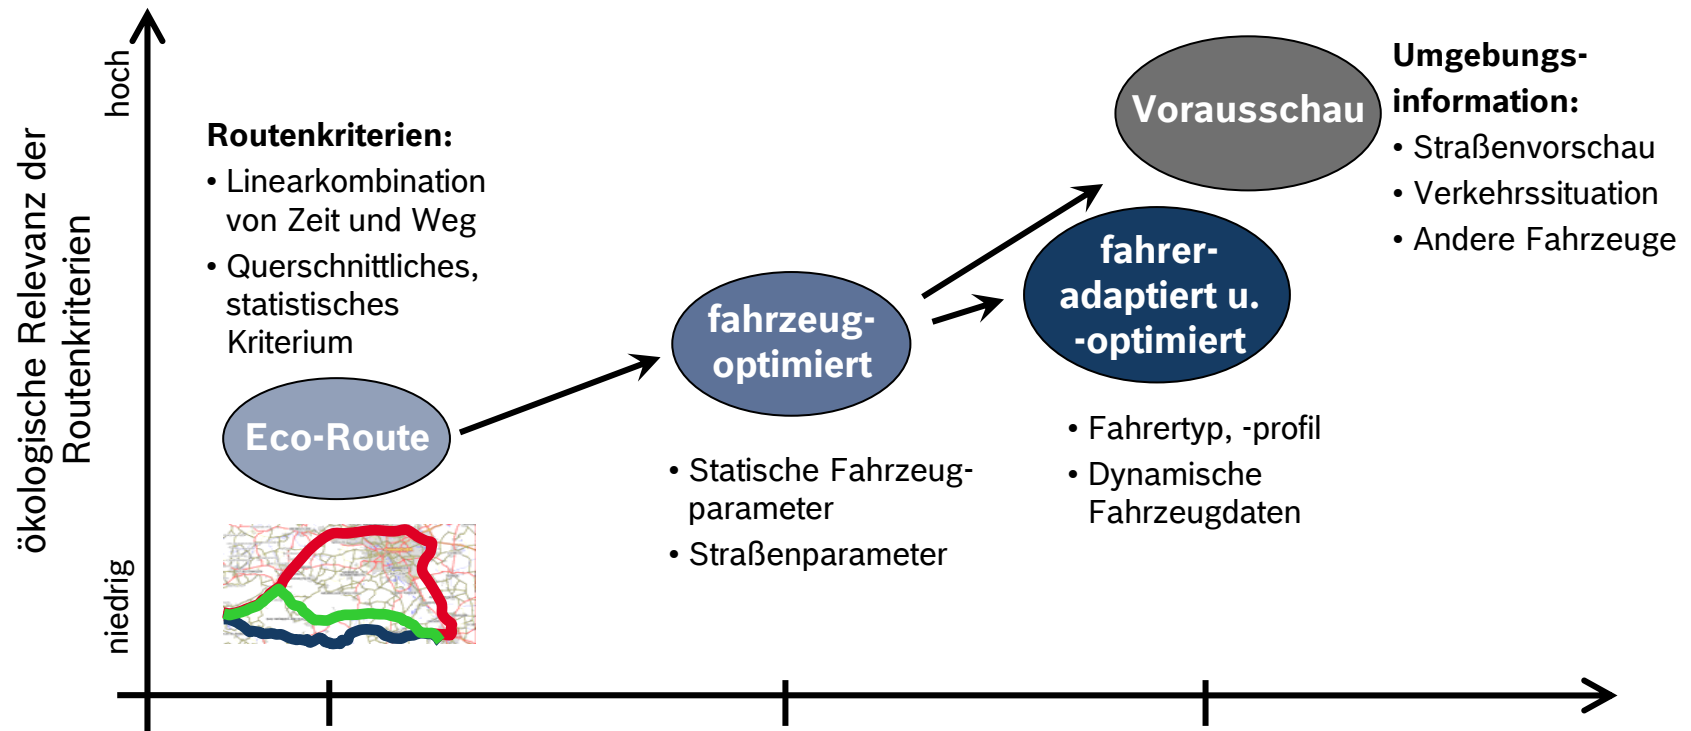 ökologische Relevanz der
Routenkriterien
hoch
niedrig
Routenkriterien:
• Linearkombination
von Zeit und Weg
• Querschnittliches,
statistisches
Kriterium
Eco-Route
fahrzeug-
optimiert
• Statische Fahrzeug-
parameter
• Straßenparameter
fahrer-
adaptiert u.
-optimiert
• Fahrertyp, -profil
• Dynamische
Fahrzeugdaten
Vorausschau
Umgebungs-
information:
• Straßenvorschau
• Verkehrssituation
• Andere Fahrzeuge